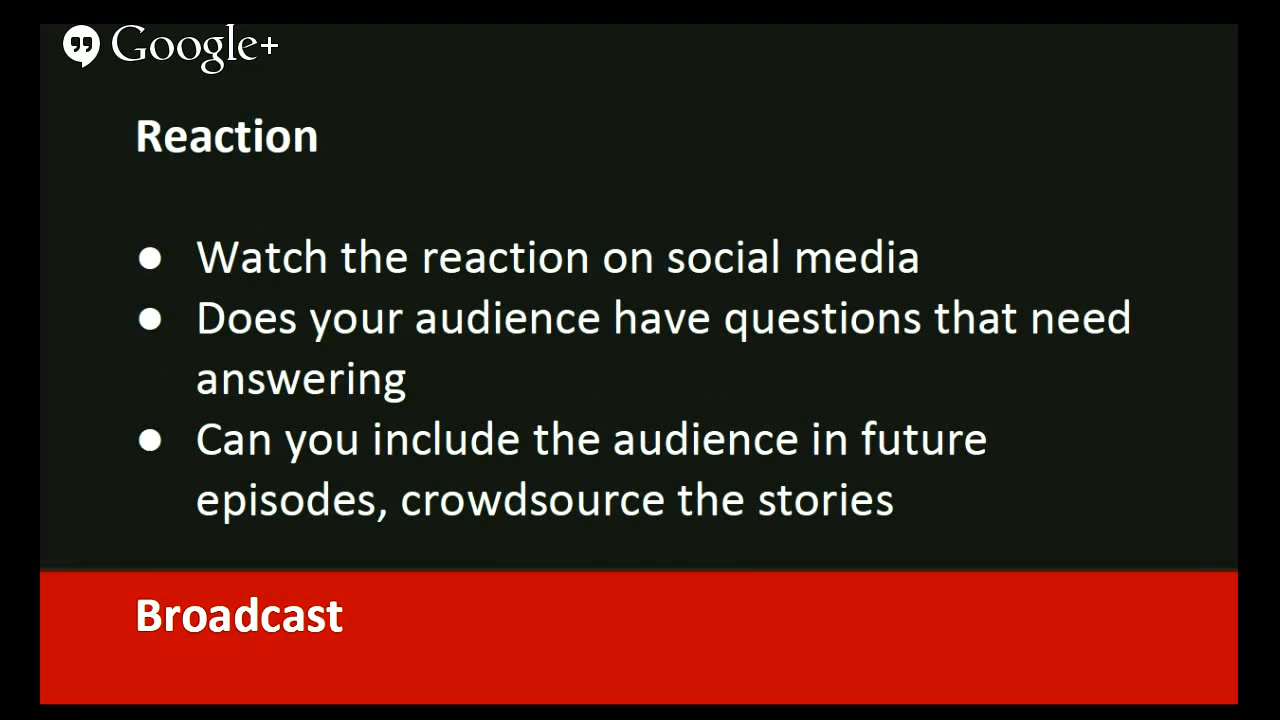 Google+
Reaction
● Watch the reaction on social media
● Does your audience have questions that need
answering
● Can you include the audience in future
episodes, crowdsource the stories
Broadcast